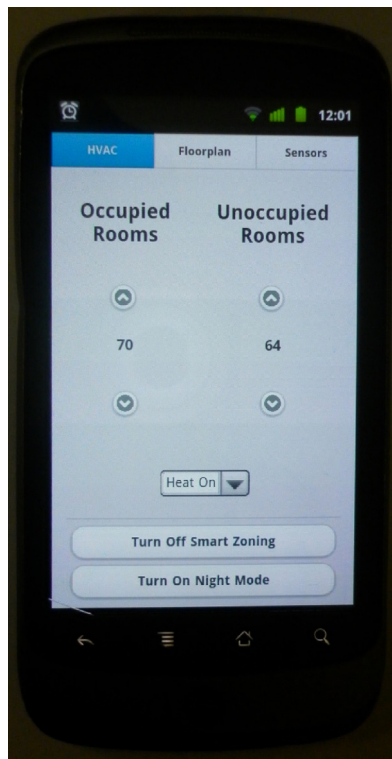 12:01
HVAC Floorplan Sensors
Occupied Unoccupied
Rooms Rooms
70 64
Heat On
Turn Off Smart Zoning
Turn On Night Mode